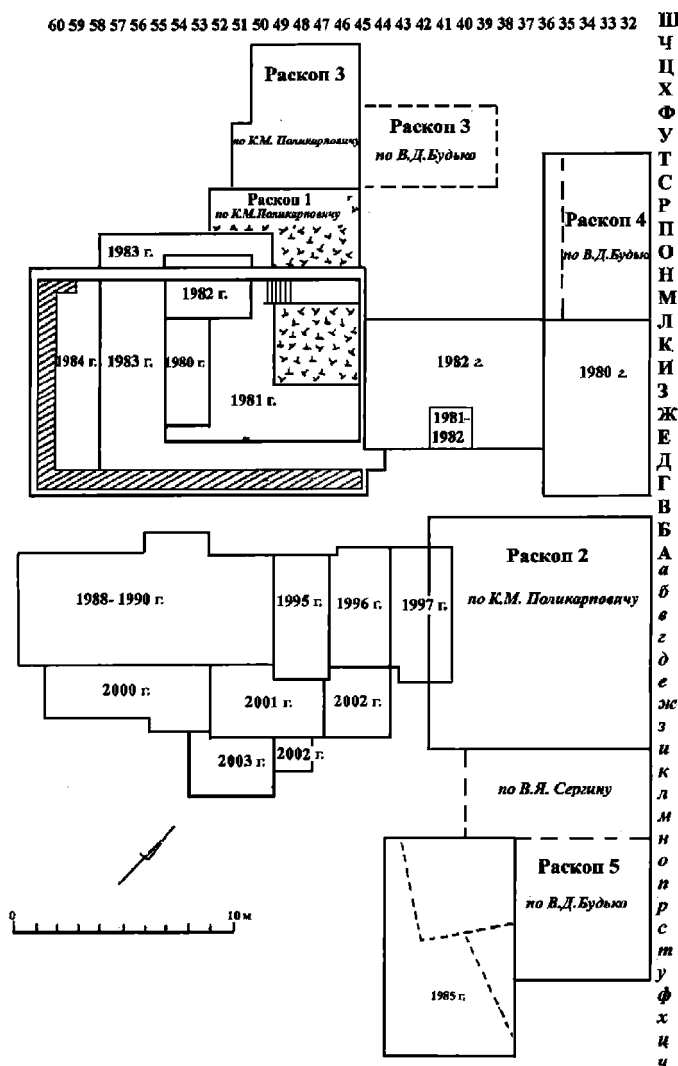 60 59 58 57 56 55 54 53 52 51 50 49 48 47 46 45 44 43 42 41 40 39 38 37 36 35 34 33 32
Ш
Ч
Ц
Х
Ф
У
Т
С
Р
П
О
Н
М
Л
К
И
З
Ж
Е
Д
Г
В
Б
А
а
б
в
г
д
е
ж
з
и
к
л
м
н
о
п
р
с
т
у
ф
х
ц
ч
Раскоп 3
по К.М. Поликарповичу
Раскоп 3
по В.Д.Будько
Раскоп 1
по К.М.Поликарповичу
Раскоп 4
по В.Д.Будько
1983 г.
1982 г.
1984 г.
1983 г.
1980 г.
1981 г.
1982 г.
1981-
1982
1980 г.
Раскоп 2
по К.М. Поликарповичу
1988- 1990 г.
1995 г.
1996 г.
1997 г.
2000 г.
2001 г.
2002 г.
2003 г.
2002 г.
по В.Я. Сергину
Раскоп 5
по В.Д.Будько
1985 г.
0
10 м